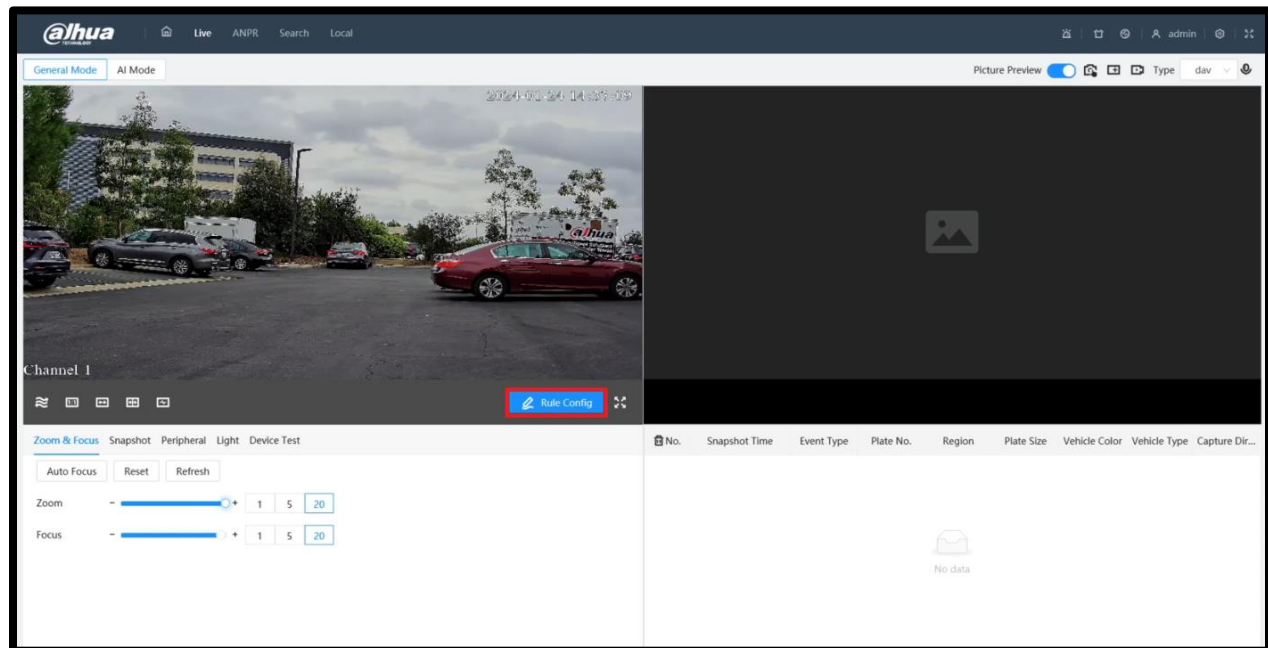 alhua
TECHNOLOGY
Live ANPR Search Local
admin
General Mode AI Mode
Picture Preview Type dav
Channel 1
alhua
Rule Config
Zoom & Focus Snapshot Peripheral Light Device Test
No. Snapshot Time Event Type Plate No. Region Plate Size Vehicle Color Vehicle Type Capture Dir...
Auto Focus Reset Refresh
Zoom - + 1 5 20
Focus - + 1 5 20
No data